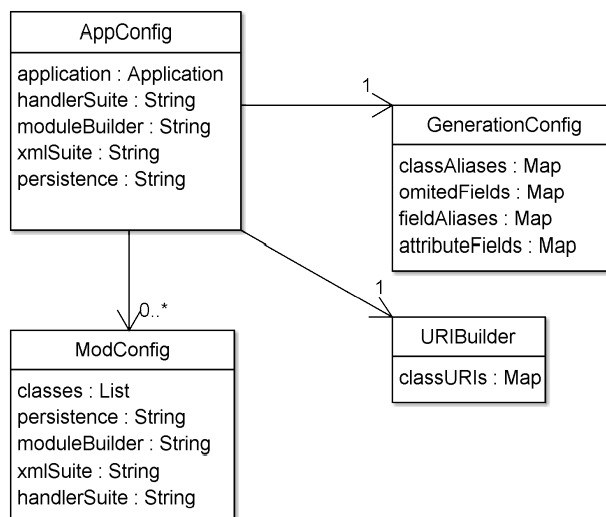 AppConfig
application : Application
handlerSuite : String
moduleBuilder : String
xmlSuite : String
persistence : String
1
GenerationConfig
classAliases : Map
omitedFields : Map
fieldAliases : Map
attributeFields : Map
0..*
ModConfig
classes : List
persistence : String
moduleBuilder : String
xmlSuite : String
handlerSuite : String
1
URIBuilder
classURIs : Map